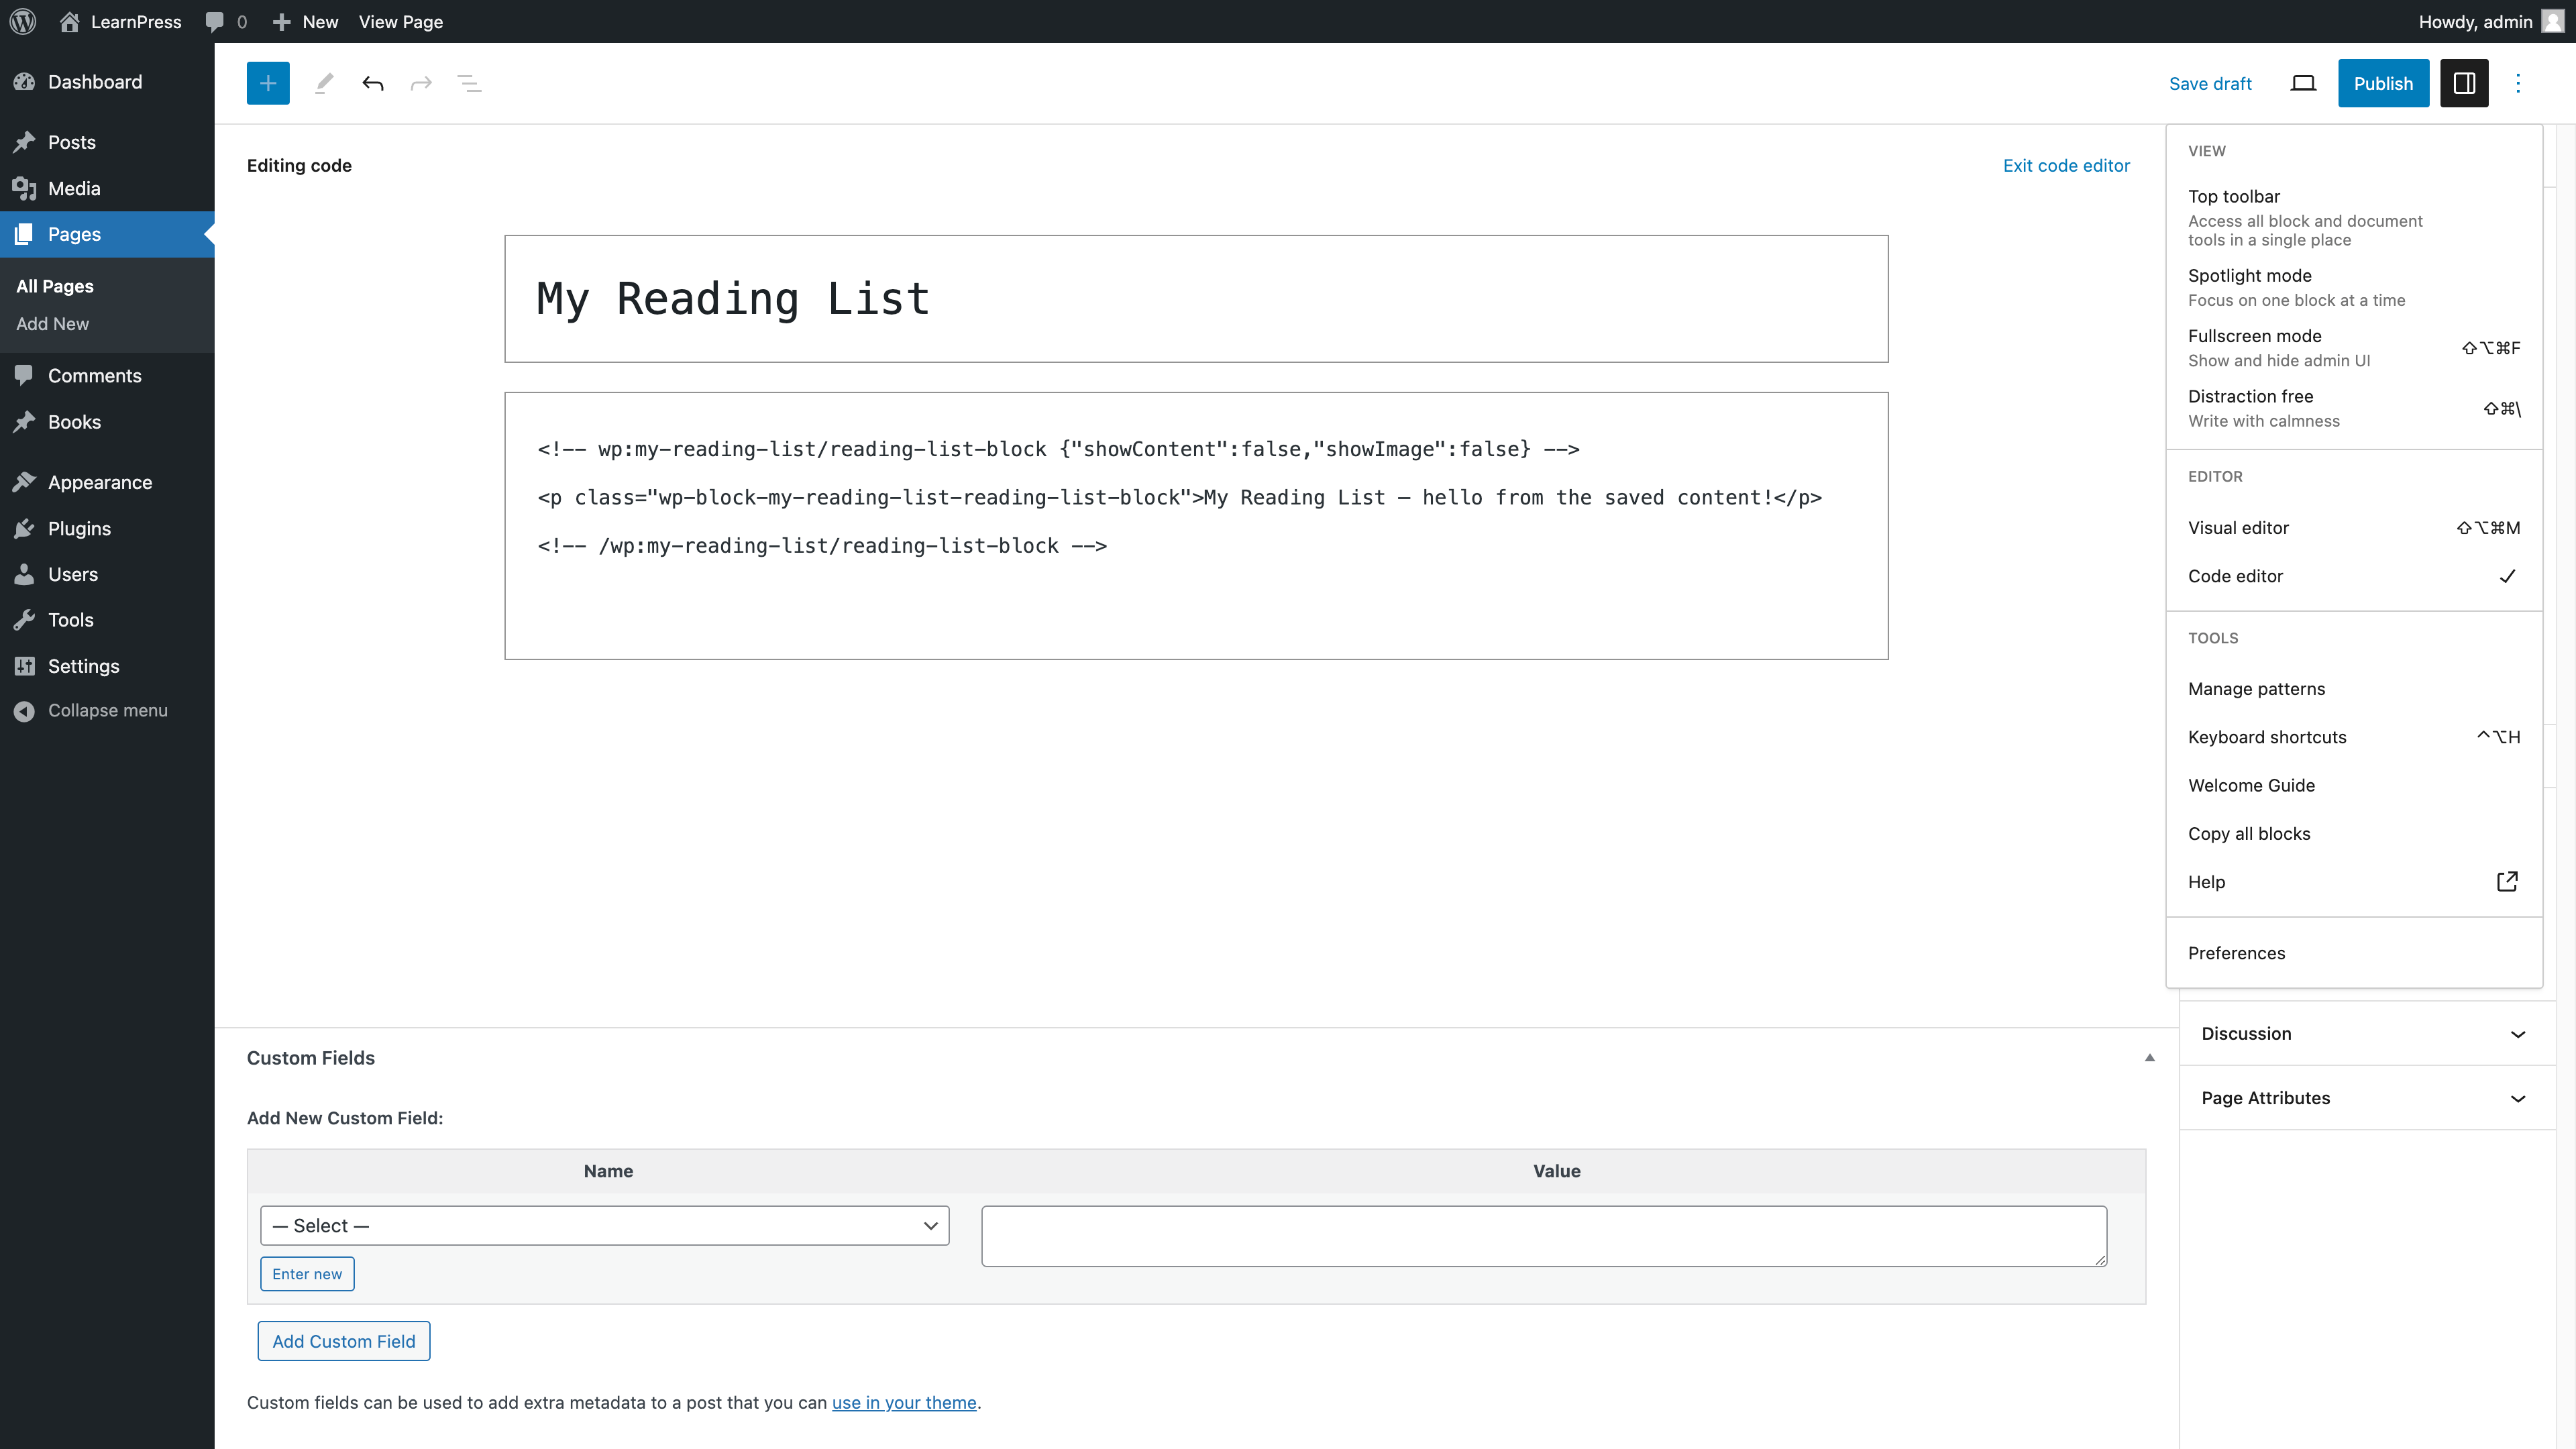 LearnPress 0 New View Page Howdy, admin
Dashboard
Posts
Media
Pages
All Pages
Add New
Comments
Books
Appearance
Plugins
Users
Tools
Settings
Collapse menu
Save draft Publish
Editing code Exit code editor
My Reading List
<!-- wp:my-reading-list/reading-list-block {"showContent":false,"showImage":false} -->
<p class="wp-block-my-reading-list-reading-list-block">My Reading List – hello from the saved content!</p>
<!-- /wp:my-reading-list/reading-list-block -->
VIEW
Top toolbar
Access all block and document
tools in a single place
Spotlight mode
Focus on one block at a time
Fullscreen mode ⇧⌥⌘F
Show and hide admin UI
Distraction free ⇧⌘\
Write with calmness
EDITOR
Visual editor ⇧⌥⌘M
Code editor
TOOLS
Manage patterns
Keyboard shortcuts ^⌥H
Welcome Guide
Copy all blocks
Help
Preferences
Discussion
Page Attributes
Custom Fields
Add New Custom Field:
Name Value
— Select —
Enter new
Add Custom Field
Custom fields can be used to add extra metadata to a post that you can use in your theme.